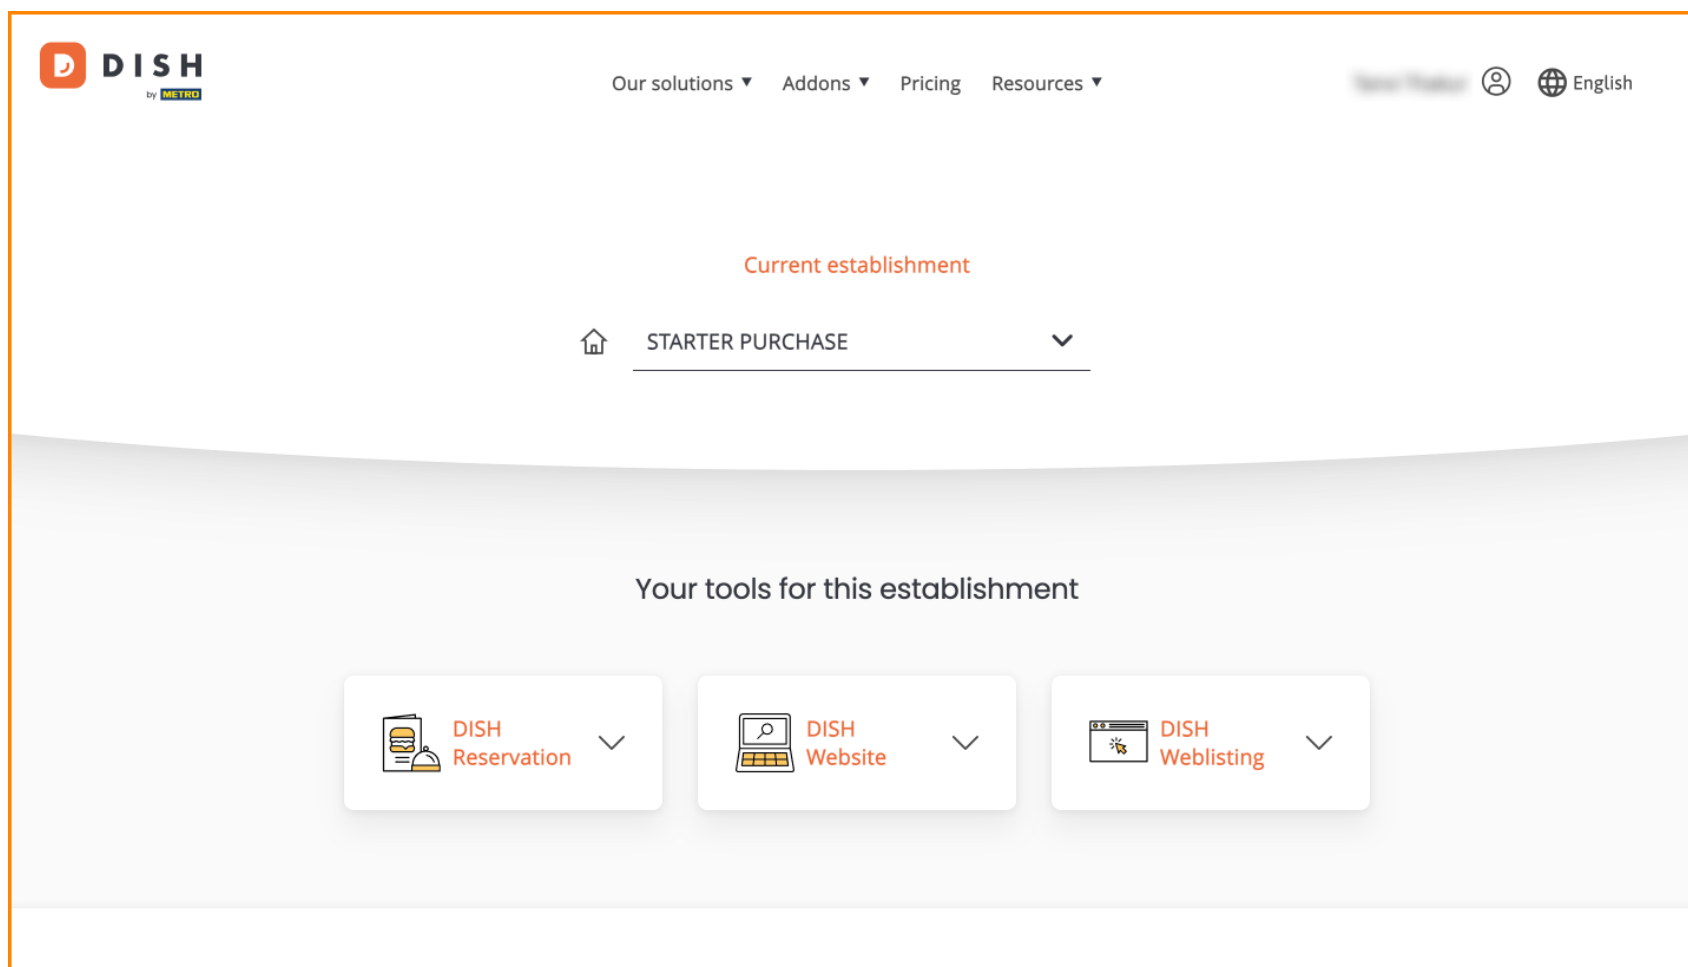 DISH
by METRO
Our solutions ▼ Addons ▼ Pricing Resources ▼ English
Current establishment
STARTER PURCHASE
Your tools for this establishment
DISH
Reservation
DISH
Website
DISH
Weblisting